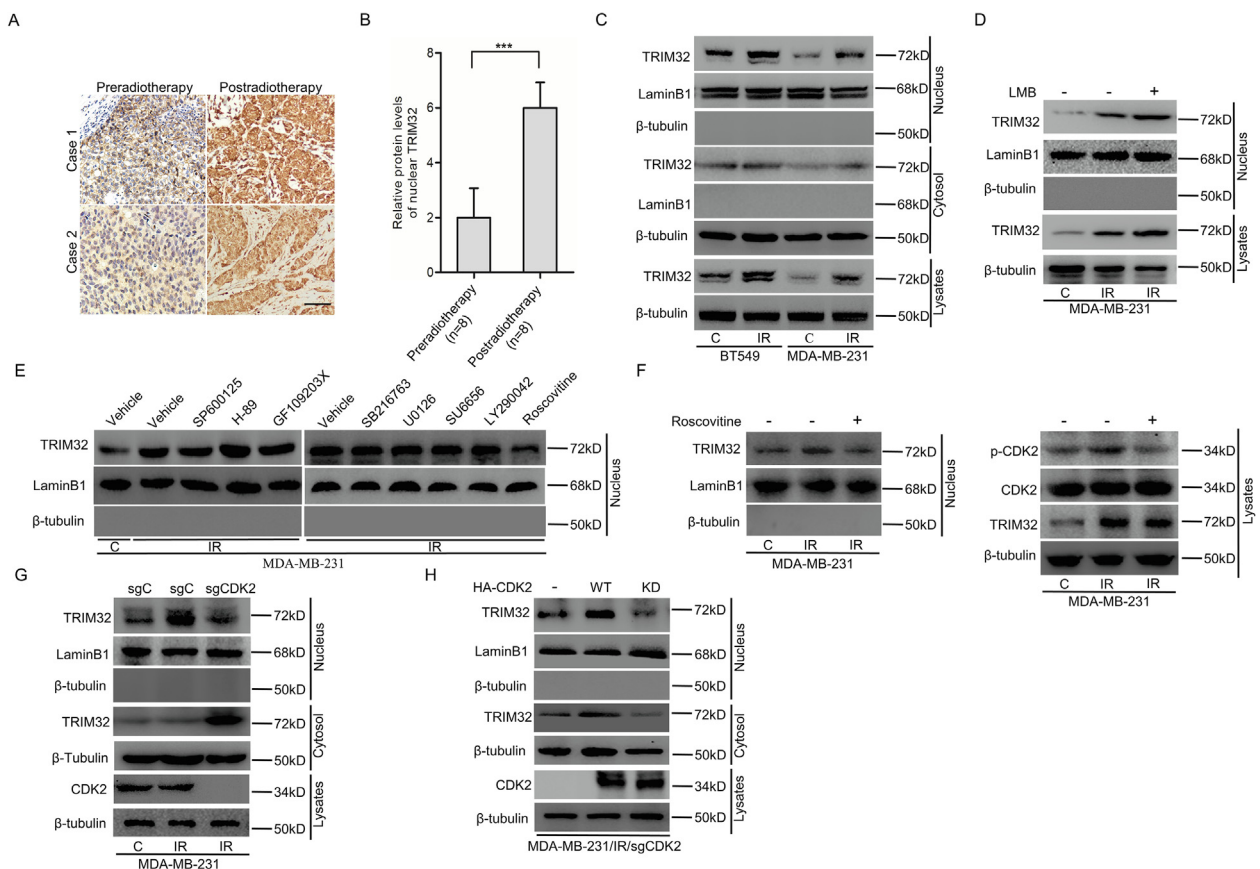 A
Preradiotherapy
Postradiotherapy
Case 1
Case 2
B
Relative protein levels
of nuclear TRIM32
8
6
4
2
0
***
Preradiotherapy
(n=8)
Postradiotherapy
(n=8)
C
TRIM32
72kD
LaminB1
68kD
β-tubulin
50kD
Nucleus
TRIM32
72kD
LaminB1
68kD
β-tubulin
50kD
Cytosol
TRIM32
72kD
β-tubulin
50kD
Lysates
C IR C IR
BT549 MDA-MB-231
D
LMB - - +
TRIM32
72kD
LaminB1
68kD
β-tubulin
50kD
Nucleus
TRIM32
72kD
β-tubulin
50kD
Lysates
C IR IR
MDA-MB-231
E
Vehicle
Vehicle
SP600125
H-89
GF109203X
Vehicle
SB216763
U0126
SU6656
LY290042
Roscovitine
TRIM32
72kD
LaminB1
68kD
β-tubulin
50kD
Nucleus
C IR IR
MDA-MB-231
F
Roscovitine - - +
TRIM32
72kD
LaminB1
68kD
β-tubulin
50kD
Nucleus
C IR IR
MDA-MB-231
- - +
p-CDK2
34kD
CDK2
34kD
TRIM32
72kD
β-tubulin
50kD
Lysates
C IR IR
MDA-MB-231
G
sgC sgC sgCDK2
TRIM32
72kD
LaminB1
68kD
β-tubulin
50kD
Nucleus
TRIM32
72kD
β-Tubulin
50kD
Cytosol
CDK2
34kD
β-tubulin
50kD
Lysates
C IR IR
MDA-MB-231
H
HA-CDK2 - WT KD
TRIM32
72kD
LaminB1
68kD
β-tubulin
50kD
Nucleus
TRIM32
72kD
β-tubulin
50kD
Cytosol
CDK2
34kD
β-tubulin
50kD
Lysates
MDA-MB-231/IR/sgCDK2